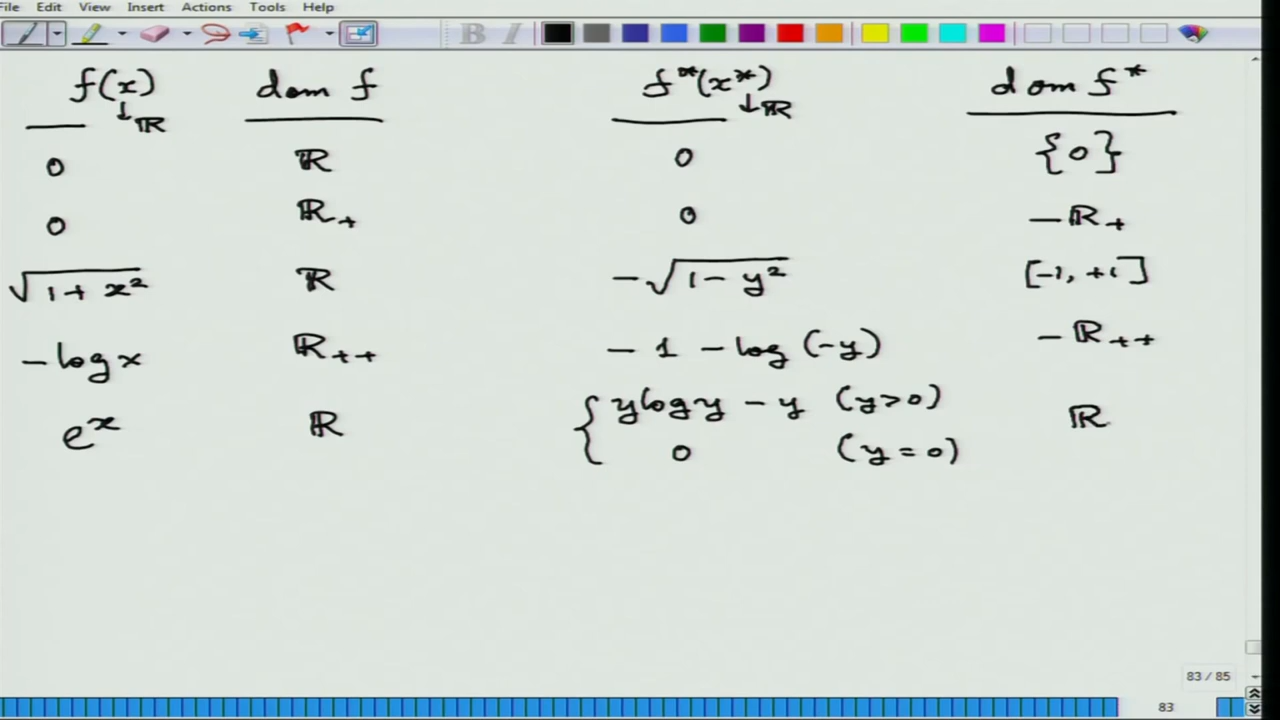 File Edit View Insert Actions Tools Help
B I
f(x) dom f f*(x*) dom f*
↓ℝ ↓ℝ
0 ℝ 0 {0}
0 ℝ₊ 0 -ℝ₊
√(1+x²) ℝ -√(1-y²) [-1, +1]
-log x ℝ₊₊ -1 -log (-y) -ℝ₊₊
eˣ ℝ { y log y - y (y>0) ℝ
0 (y=0)
83 / 85
83